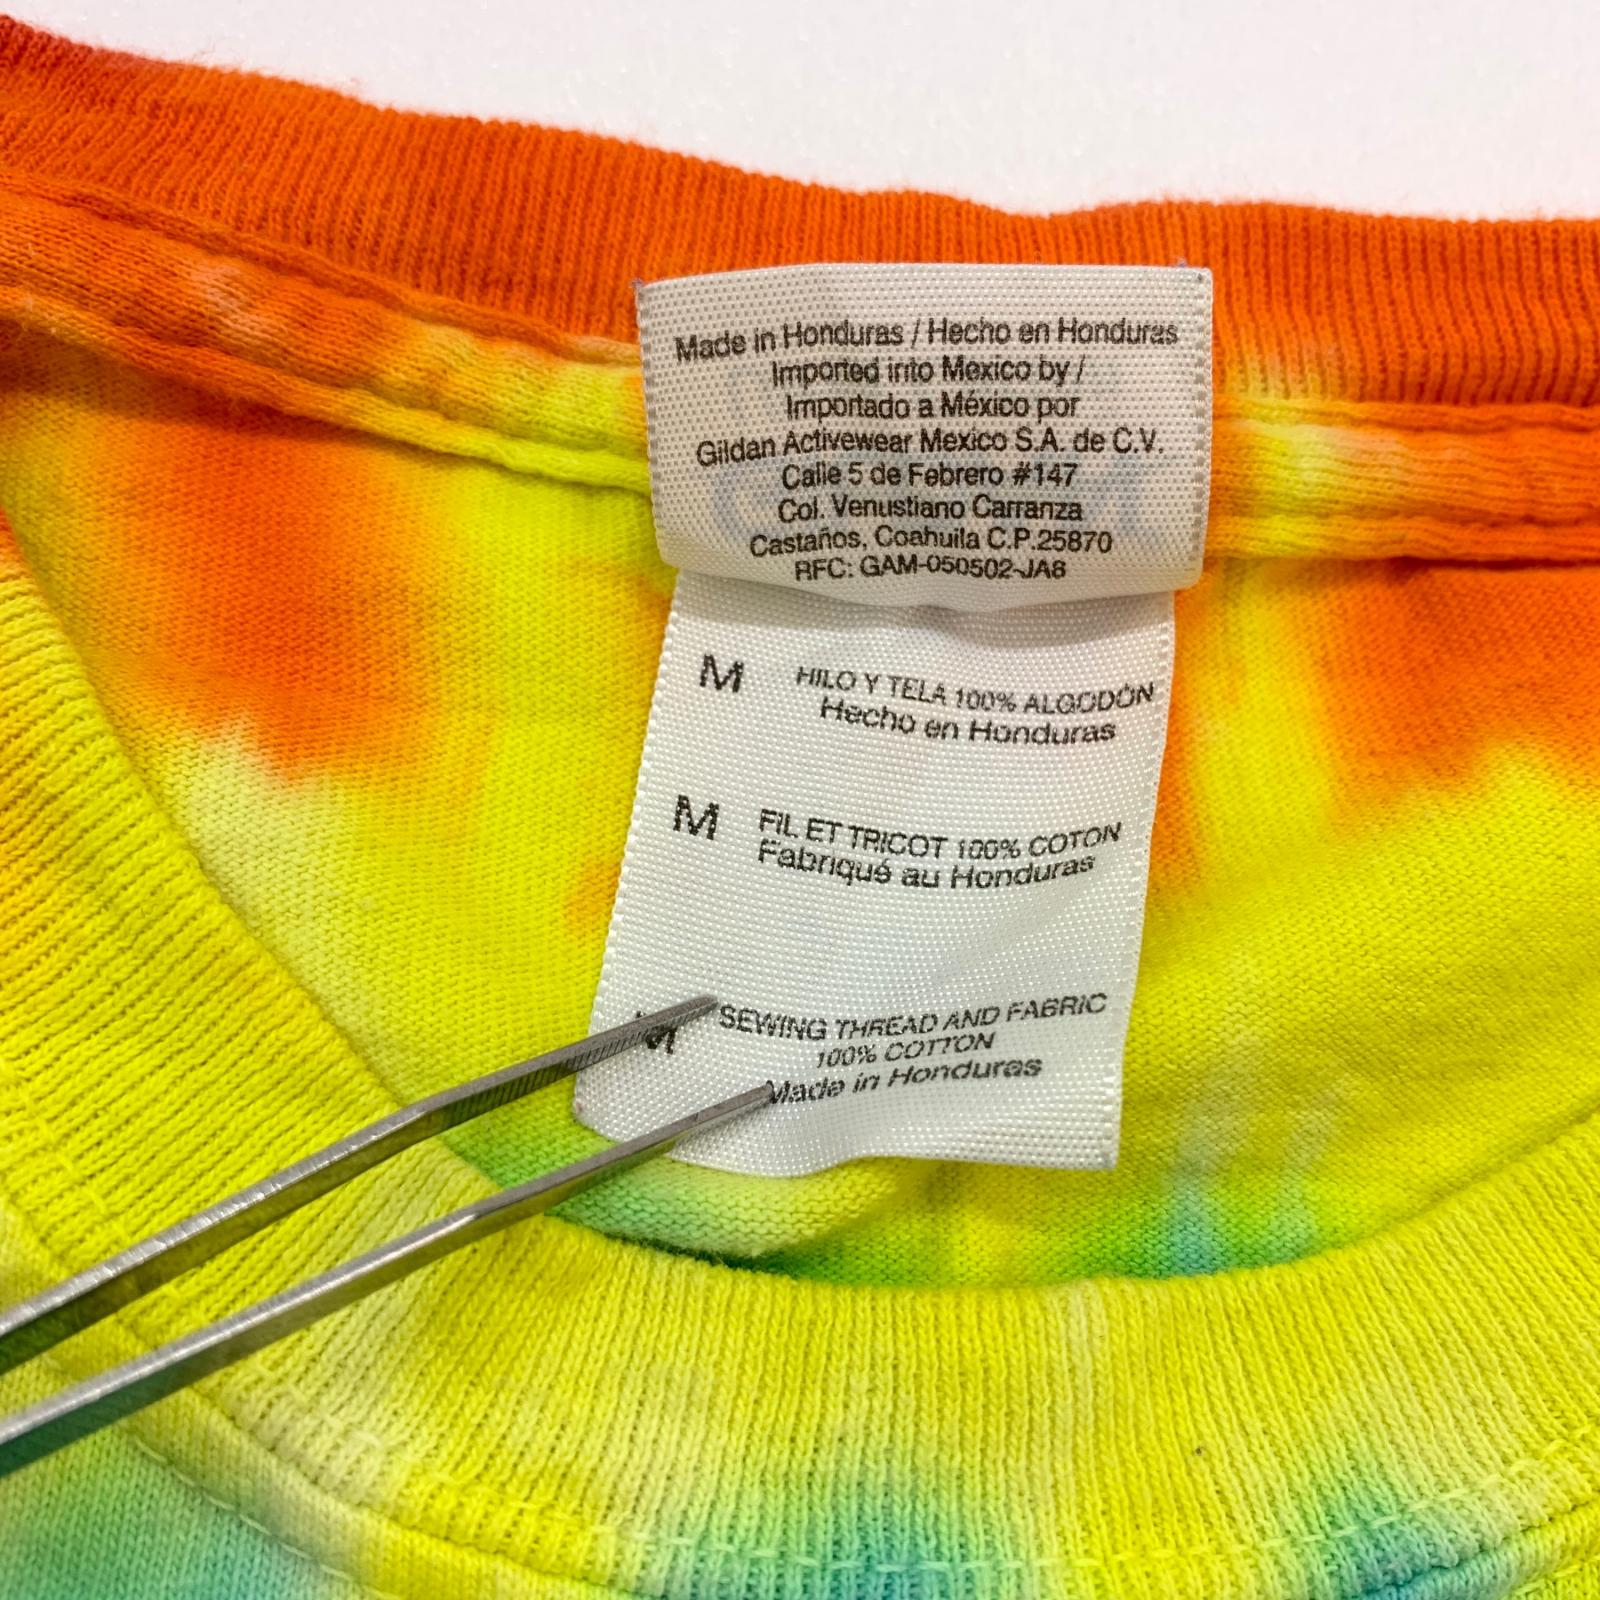 Made in Honduras / Hecho en Honduras
Imported into Mexico by /
Importado a México por
Gildan Activewear Mexico S.A. de C.V.
Calle 5 de Febrero #147
Col. Venustiano Carranza
Castaños, Coahuila C.P.25870
RFC: GAM-050502-JA8
M HILO Y TELA 100% ALGODÓN
Hecho en Honduras
M FIL ET TRICOT 100% COTON
Fabriqué au Honduras
M SEWING THREAD AND FABRIC
100% COTTON
Made in Honduras